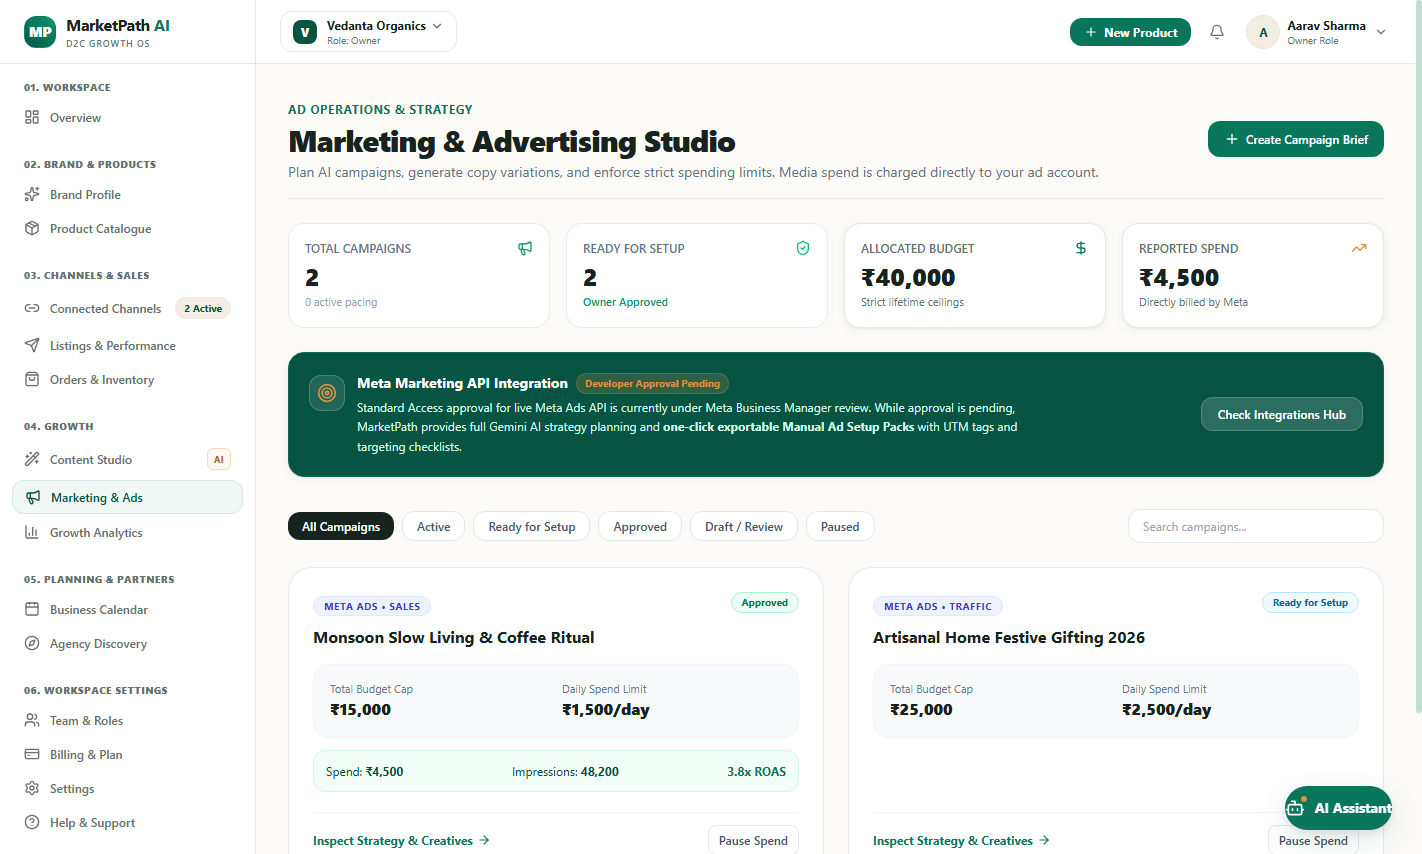 MP
MarketPath AI
D2C GROWTH OS
V
Vedanta Organics
Role: Owner
+ New Product
A
Aarav Sharma
Owner Role
01. WORKSPACE
Overview
02. BRAND & PRODUCTS
Brand Profile
Product Catalogue
03. CHANNELS & SALES
Connected Channels 2 Active
Listings & Performance
Orders & Inventory
04. GROWTH
Content Studio AI
Marketing & Ads
Growth Analytics
05. PLANNING & PARTNERS
Business Calendar
Agency Discovery
06. WORKSPACE SETTINGS
Team & Roles
Billing & Plan
Settings
Help & Support
AD OPERATIONS & STRATEGY
Marketing & Advertising Studio
Plan AI campaigns, generate copy variations, and enforce strict spending limits. Media spend is charged directly to your ad account.
+ Create Campaign Brief
TOTAL CAMPAIGNS
2
0 active pacing
READY FOR SETUP
2
Owner Approved
ALLOCATED BUDGET
$
₹40,000
Strict lifetime ceilings
REPORTED SPEND
₹4,500
Directly billed by Meta
Meta Marketing API Integration Developer Approval Pending
Standard Access approval for live Meta Ads API is currently under Meta Business Manager review. While approval is pending,
MarketPath provides full Gemini AI strategy planning and one-click exportable Manual Ad Setup Packs with UTM tags and
targeting checklists.
Check Integrations Hub
All Campaigns Active Ready for Setup Approved Draft / Review Paused
Search campaigns...
META ADS • SALES Approved
Monsoon Slow Living & Coffee Ritual
Total Budget Cap Daily Spend Limit
₹15,000 ₹1,500/day
Spend: ₹4,500 Impressions: 48,200 3.8x ROAS
Inspect Strategy & Creatives → Pause Spend
META ADS • TRAFFIC Ready for Setup
Artisanal Home Festive Gifting 2026
Total Budget Cap Daily Spend Limit
₹25,000 ₹2,500/day
Inspect Strategy & Creatives → Pause Spend
AI Assistant